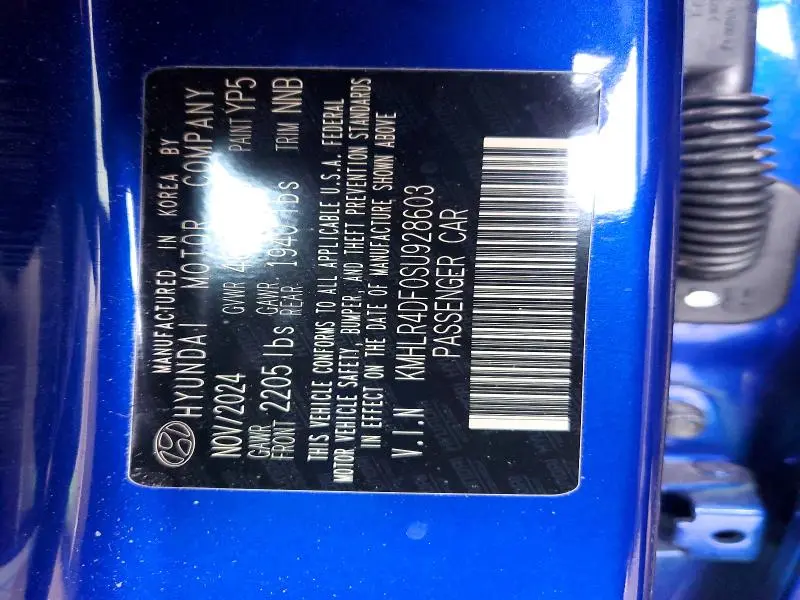 MANUFACTURED IN KOREA BY
HYUNDAI MOTOR COMPANY
NOV/2024 GVWR PAINT YP5
GAWR FRONT 2205 lbs GAWR REAR lbs TRIM NNB
THIS VEHICLE CONFORMS TO ALL APPLICABLE U.S.A. FEDERAL
MOTOR VEHICLE SAFETY, BUMPER, AND THEFT PREVENTION STANDARDS
IN EFFECT ON THE DATE OF MANUFACTURE SHOWN ABOVE
V.I.N KMHLR4DF0SU928603
PASSENGER CAR